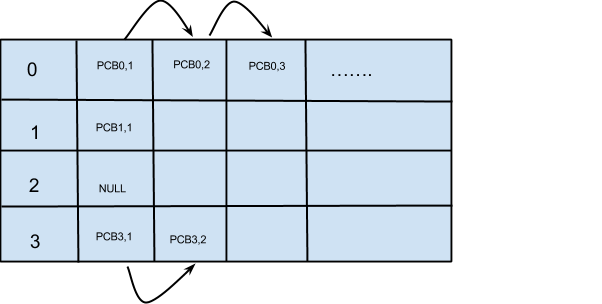 0 PCB0,1 PCB0,2 PCB0,3 .......
1 PCB1,1
2 NULL
3 PCB3,1 PCB3,2